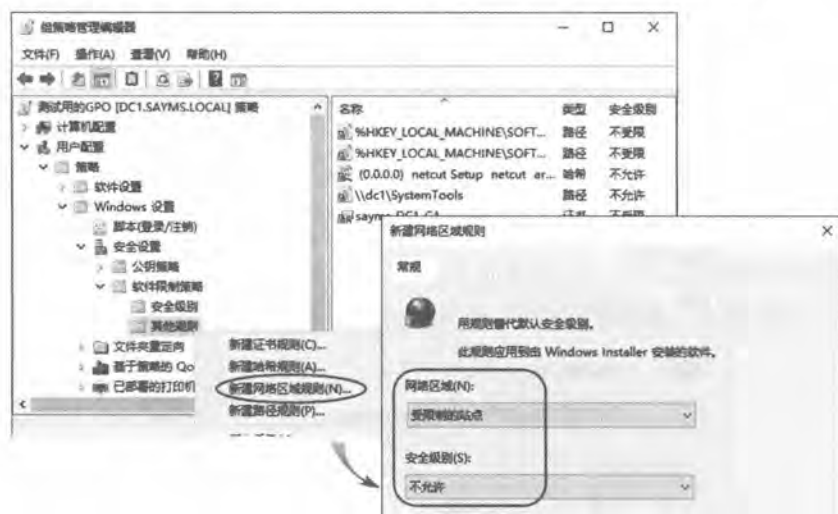 组策略管理编辑器
文件(F) 操作(A) 查看(V) 帮助(H)
测试用的GPO [DC1.SAYMS.LOCAL] 策略
计算机配置
用户配置
策略
软件设置
Windows 设置
脚本(登录/注销)
安全设置
公钥策略
软件限制策略
安全级别
其他规则
文件夹重定向
基于策略的 Qo
已部署的打印机
名称 类型 安全级别
%HKEY_LOCAL_MACHINE\SOFT... 路径 不受限
%HKEY_LOCAL_MACHINE\SOFT... 路径 不受限
(0.0.0.0) netcut Setup netcut ar... 哈希 不允许
\\dc1\SystemTools 路径 不允许
新建证书规则(C)...
新建哈希规则(A)...
新建网络区域规则(N)...
新建路径规则(P)...
新建网络区域规则
常规
用规则替代默认安全级别。
此规则应用到由 Windows Installer 安装的软件。
网络区域(N):
受限制的站点
安全级别(S):
不允许